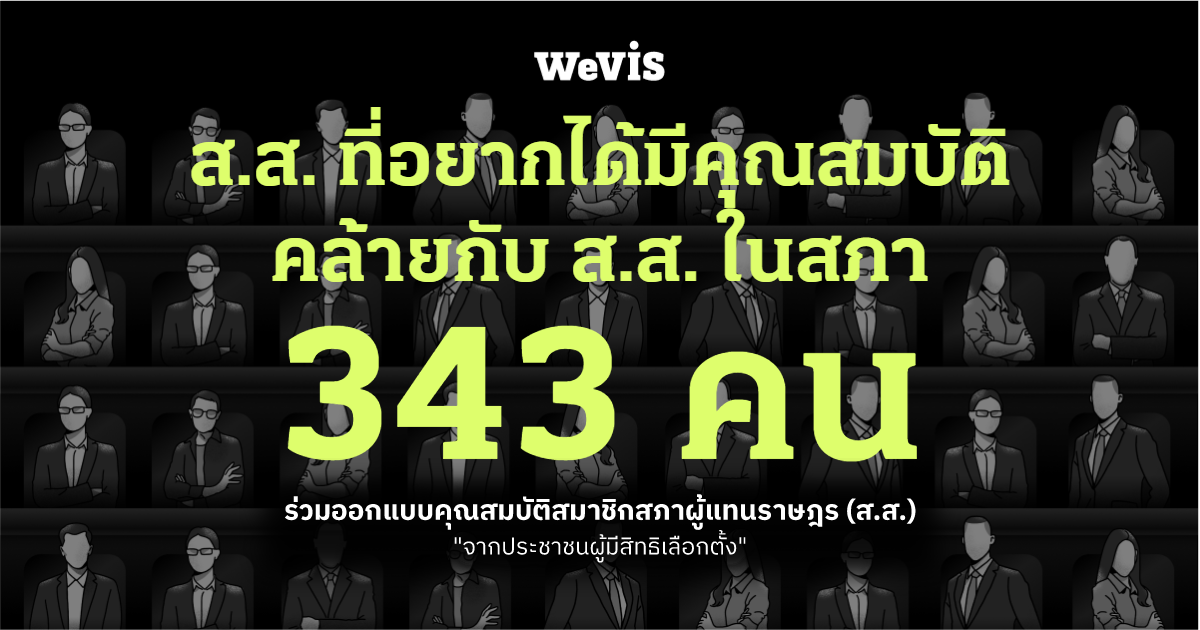 WeVIS
ส.ส. ที่อยากได้มีคุณสมบัติ
คล้ายกับ ส.ส. ในสภา
343 คน
ร่วมออกแบบคุณสมบัติสมาชิกสภาผู้แทนราษฎร (ส.ส.)
"จากประชาชนผู้มีสิทธิเลือกตั้ง"